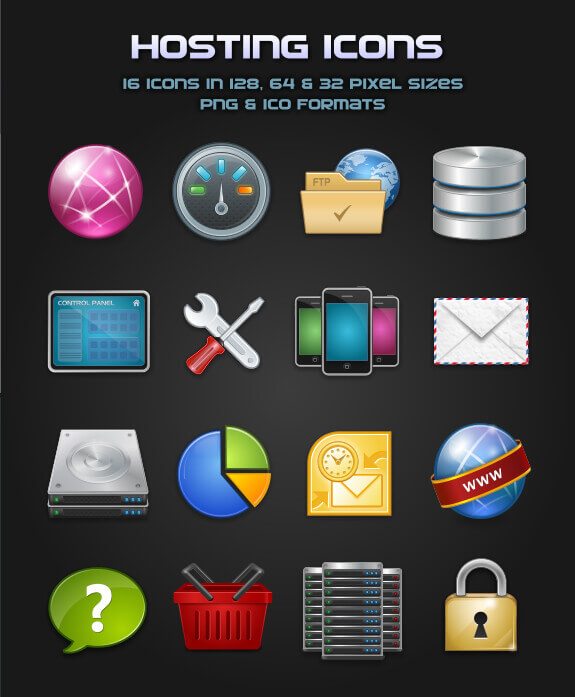 HOSTING ICONS
16 ICONS IN 128, 64 & 32 PIXEL SIZES
PNG & ICO FORMATS
FTP
CONTROL PANEL
WWW
?